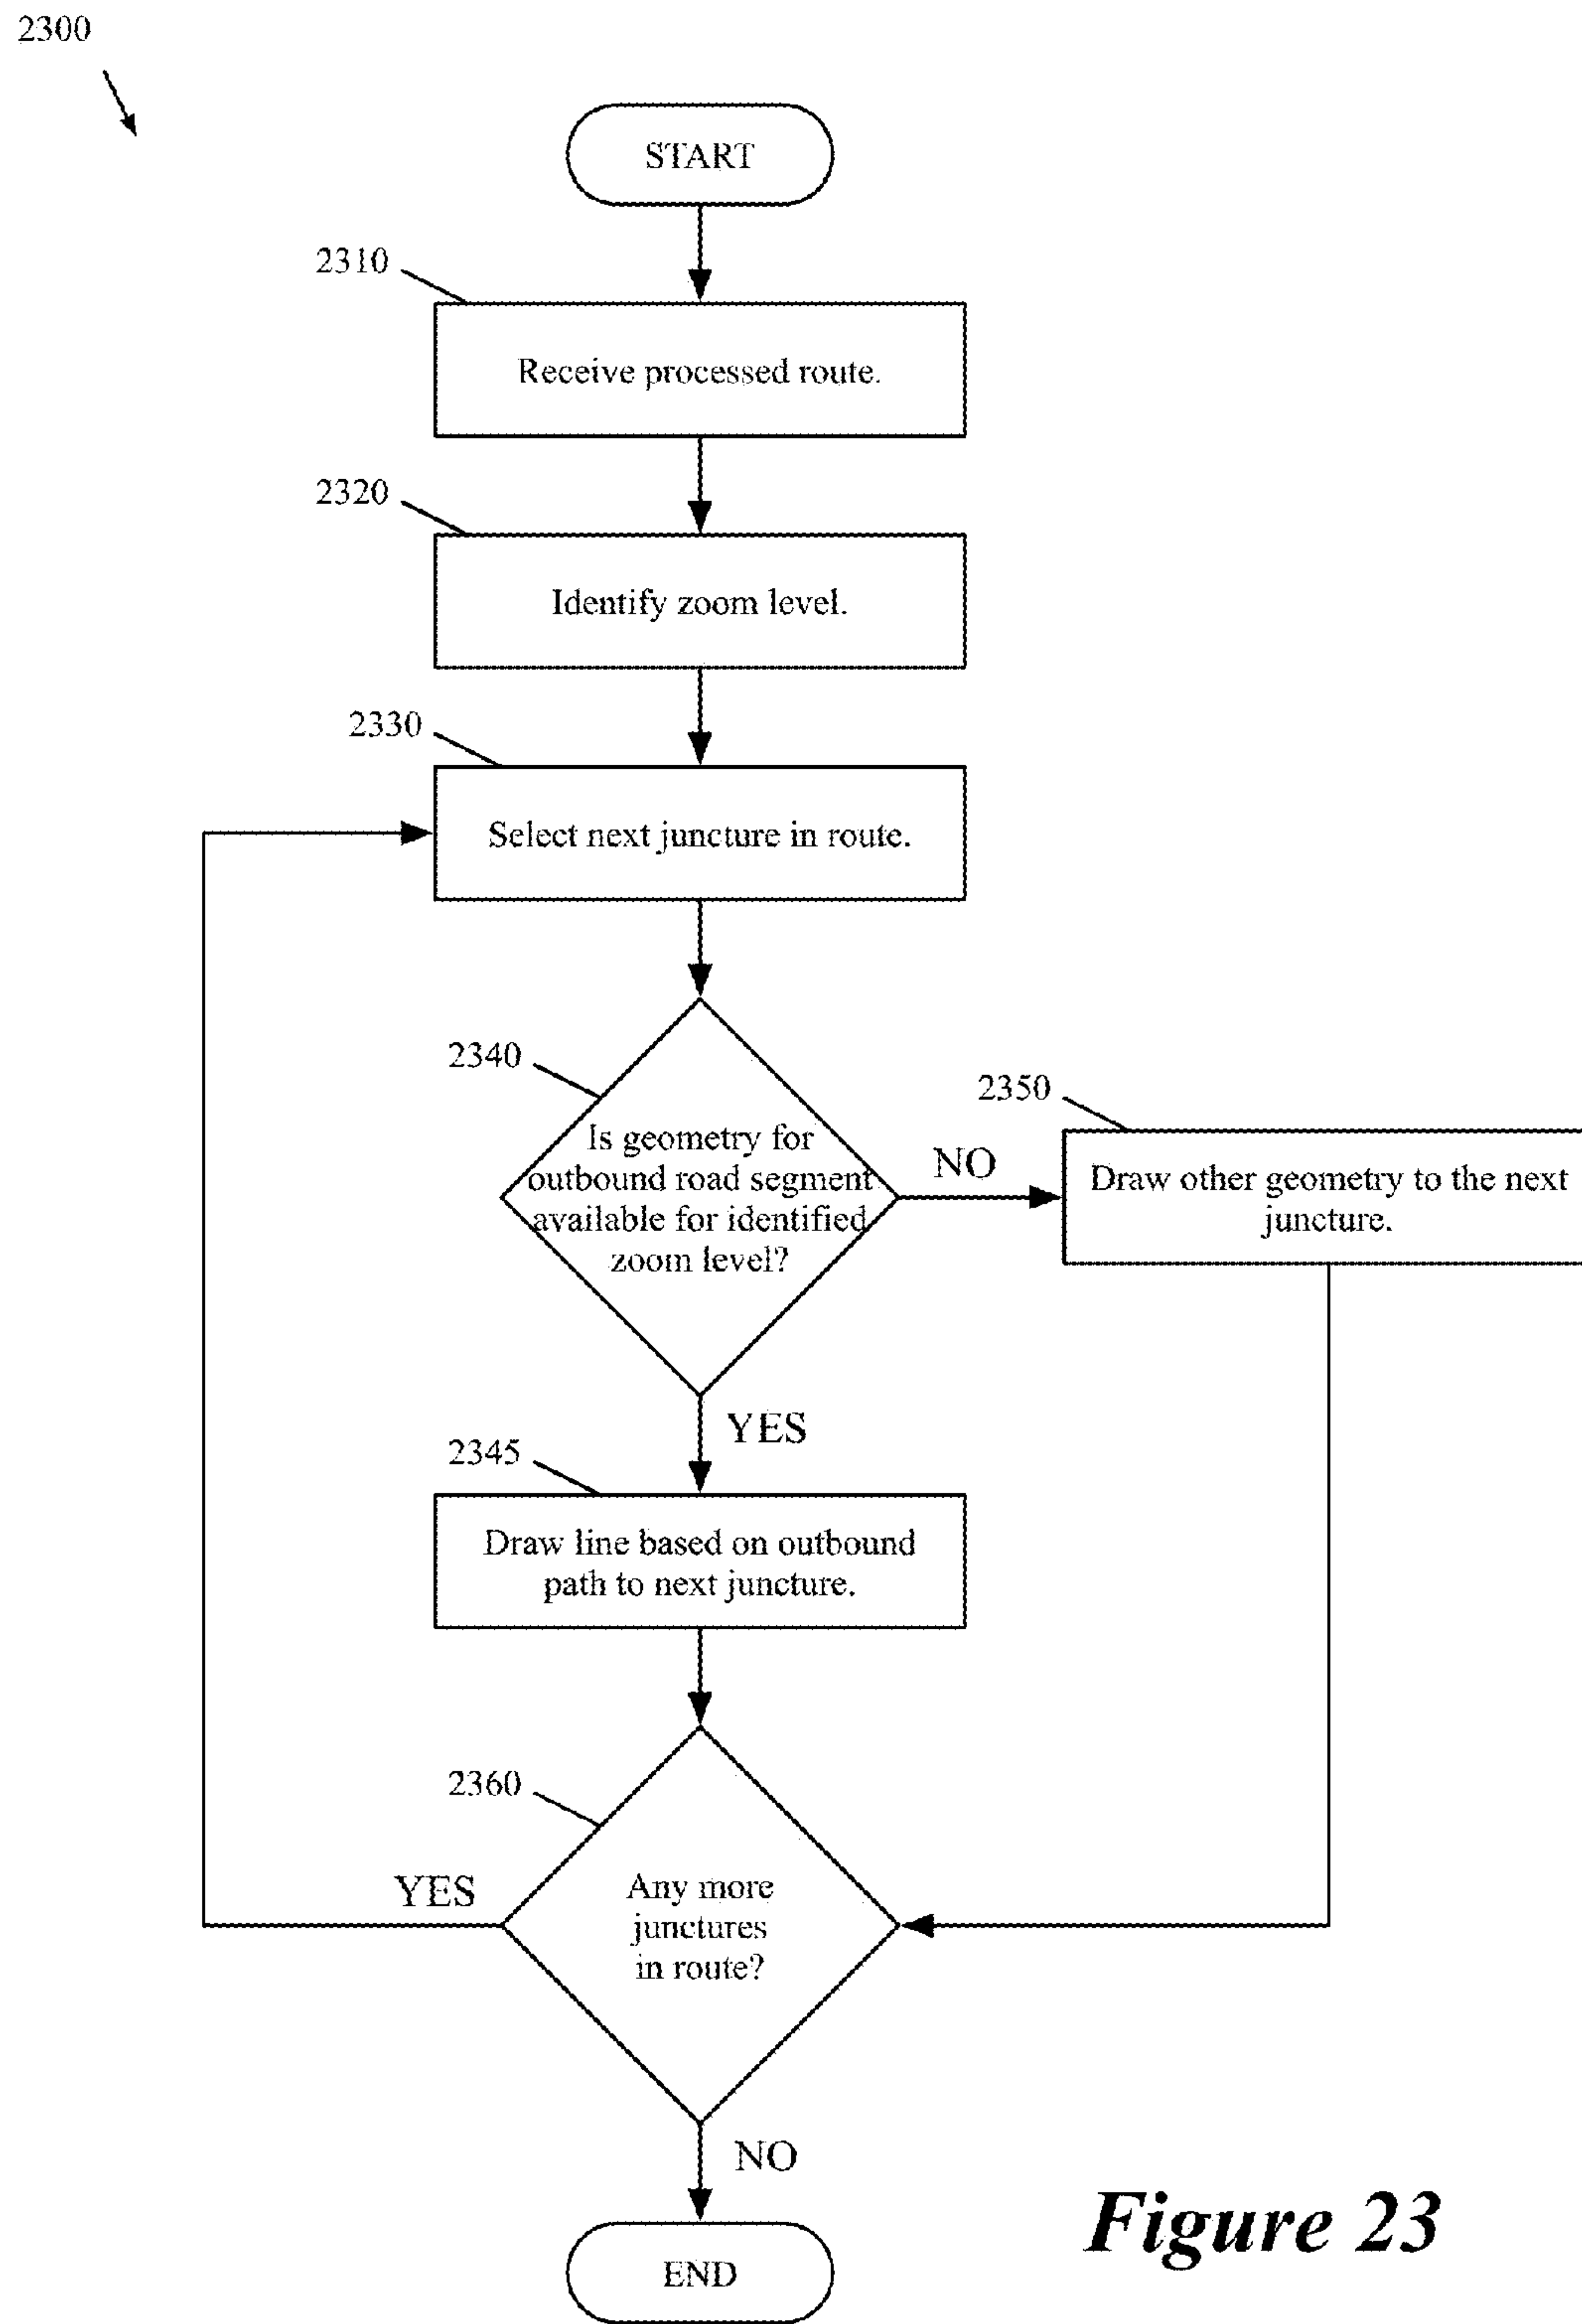 2300
START
2310
Receive processed route.
2320
Identify zoom level.
2330
Select next juncture in route.
2340
Is geometry for
outbound road segment
available for identified
zoom level?
NO
2350
Draw other geometry to the next
juncture.
YES
2345
Draw line based on outbound
path to next juncture.
2360
Any more
junctures
in route?
YES
NO
END
Figure 23